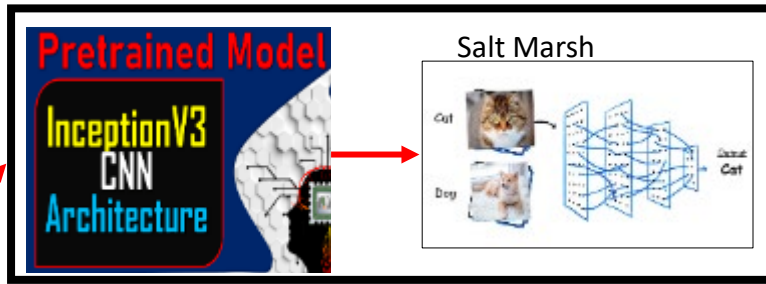 Pretrained Model
InceptionV3
CNN
Architecture
Salt Marsh
Cat
Dog
Output
Cat